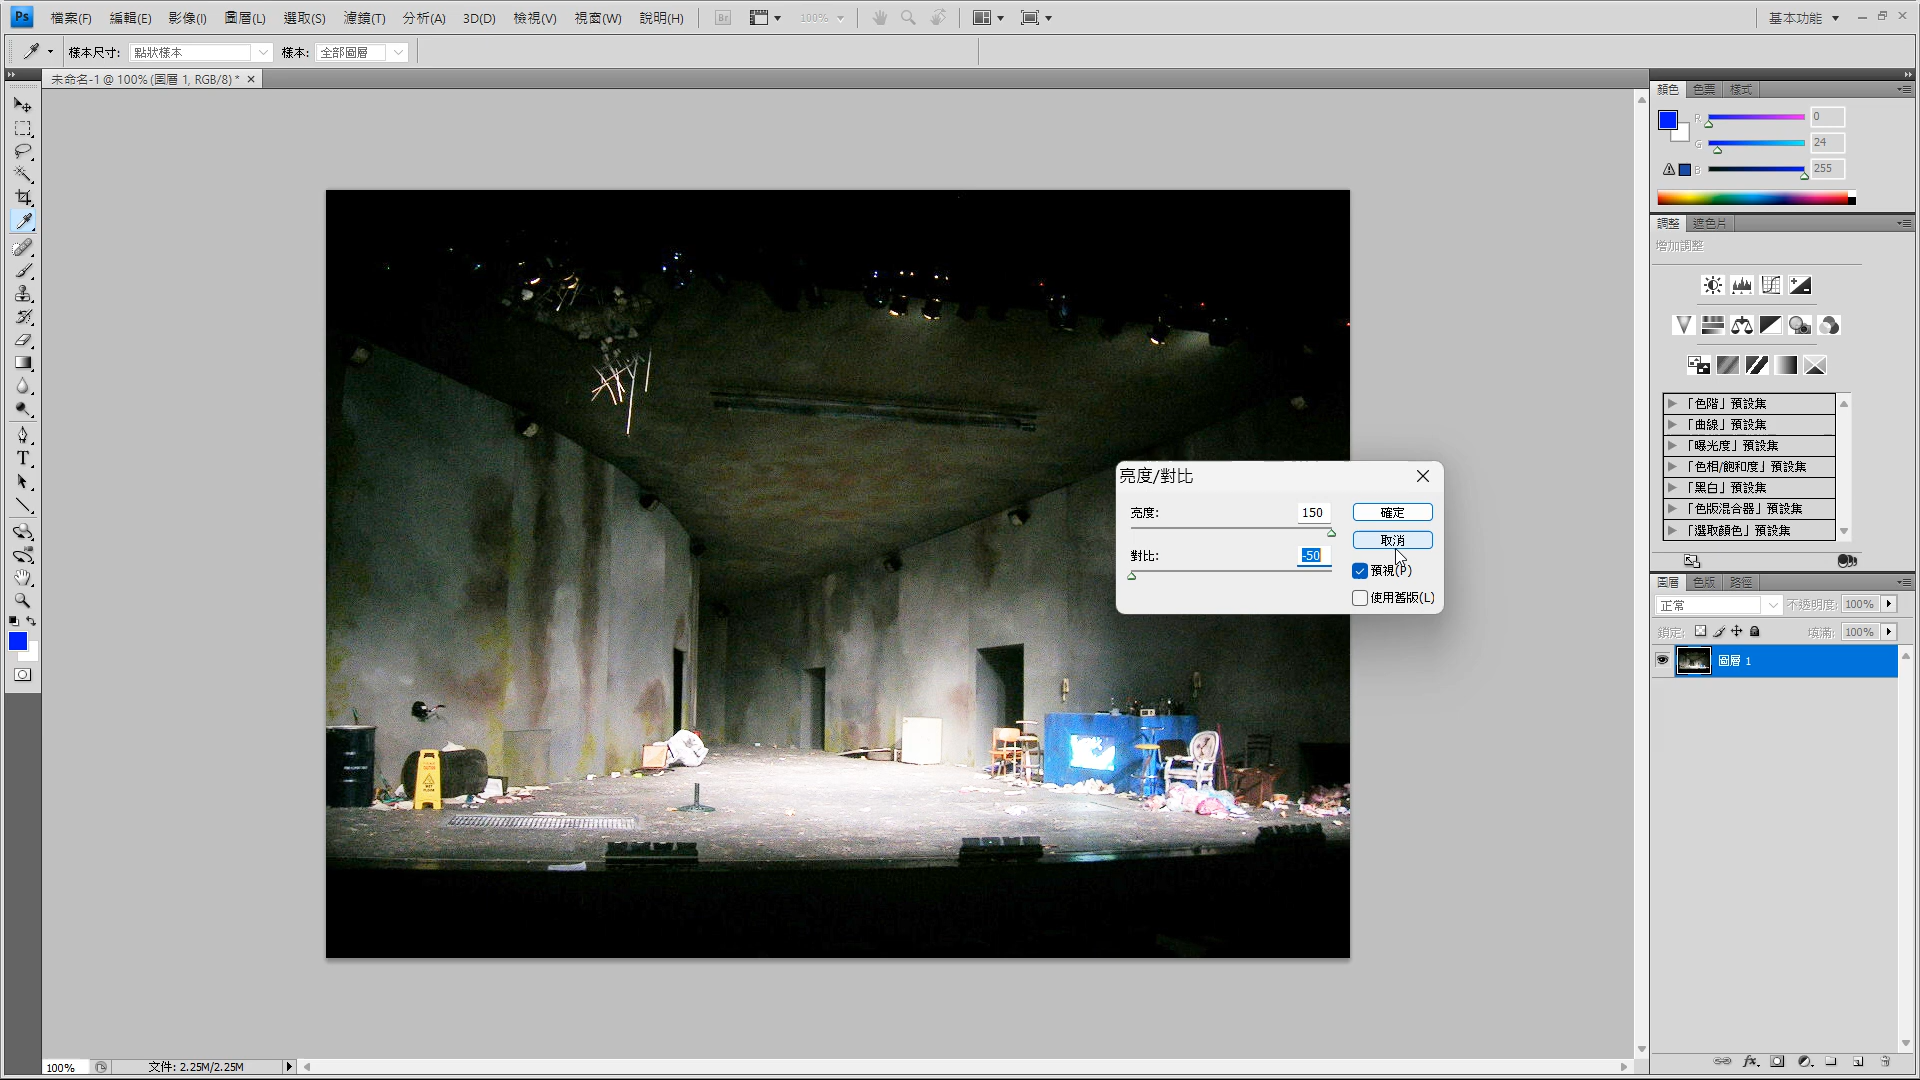 Ps 檔案(F) 編輯(E) 影像(I) 圖層(L) 選取(S) 濾鏡(T) 分析(A) 3D(D) 檢視(V) 視窗(W) 說明(H) Br 100% 基本功能
樣本尺寸: 點狀樣本 樣本: 全部圖層
未命名-1 @ 100% (圖層 1, RGB/8) *
顏色 色票 樣式
R 0
G 24
B 255
調整 遮色片
增加調整
「色階」預設集
「曲線」預設集
「曝光度」預設集
「色相/飽和度」預設集
「黑白」預設集
「色版混合器」預設集
「選取顏色」預設集
圖層 色版 路徑
正常 不透明度: 100%
鎖定: 填滿: 100%
圖層 1
亮度/對比
亮度: 150 確定
取消
對比: -50
預視(P)
使用舊版(L)
T
100% 文件: 2.25M/2.25M